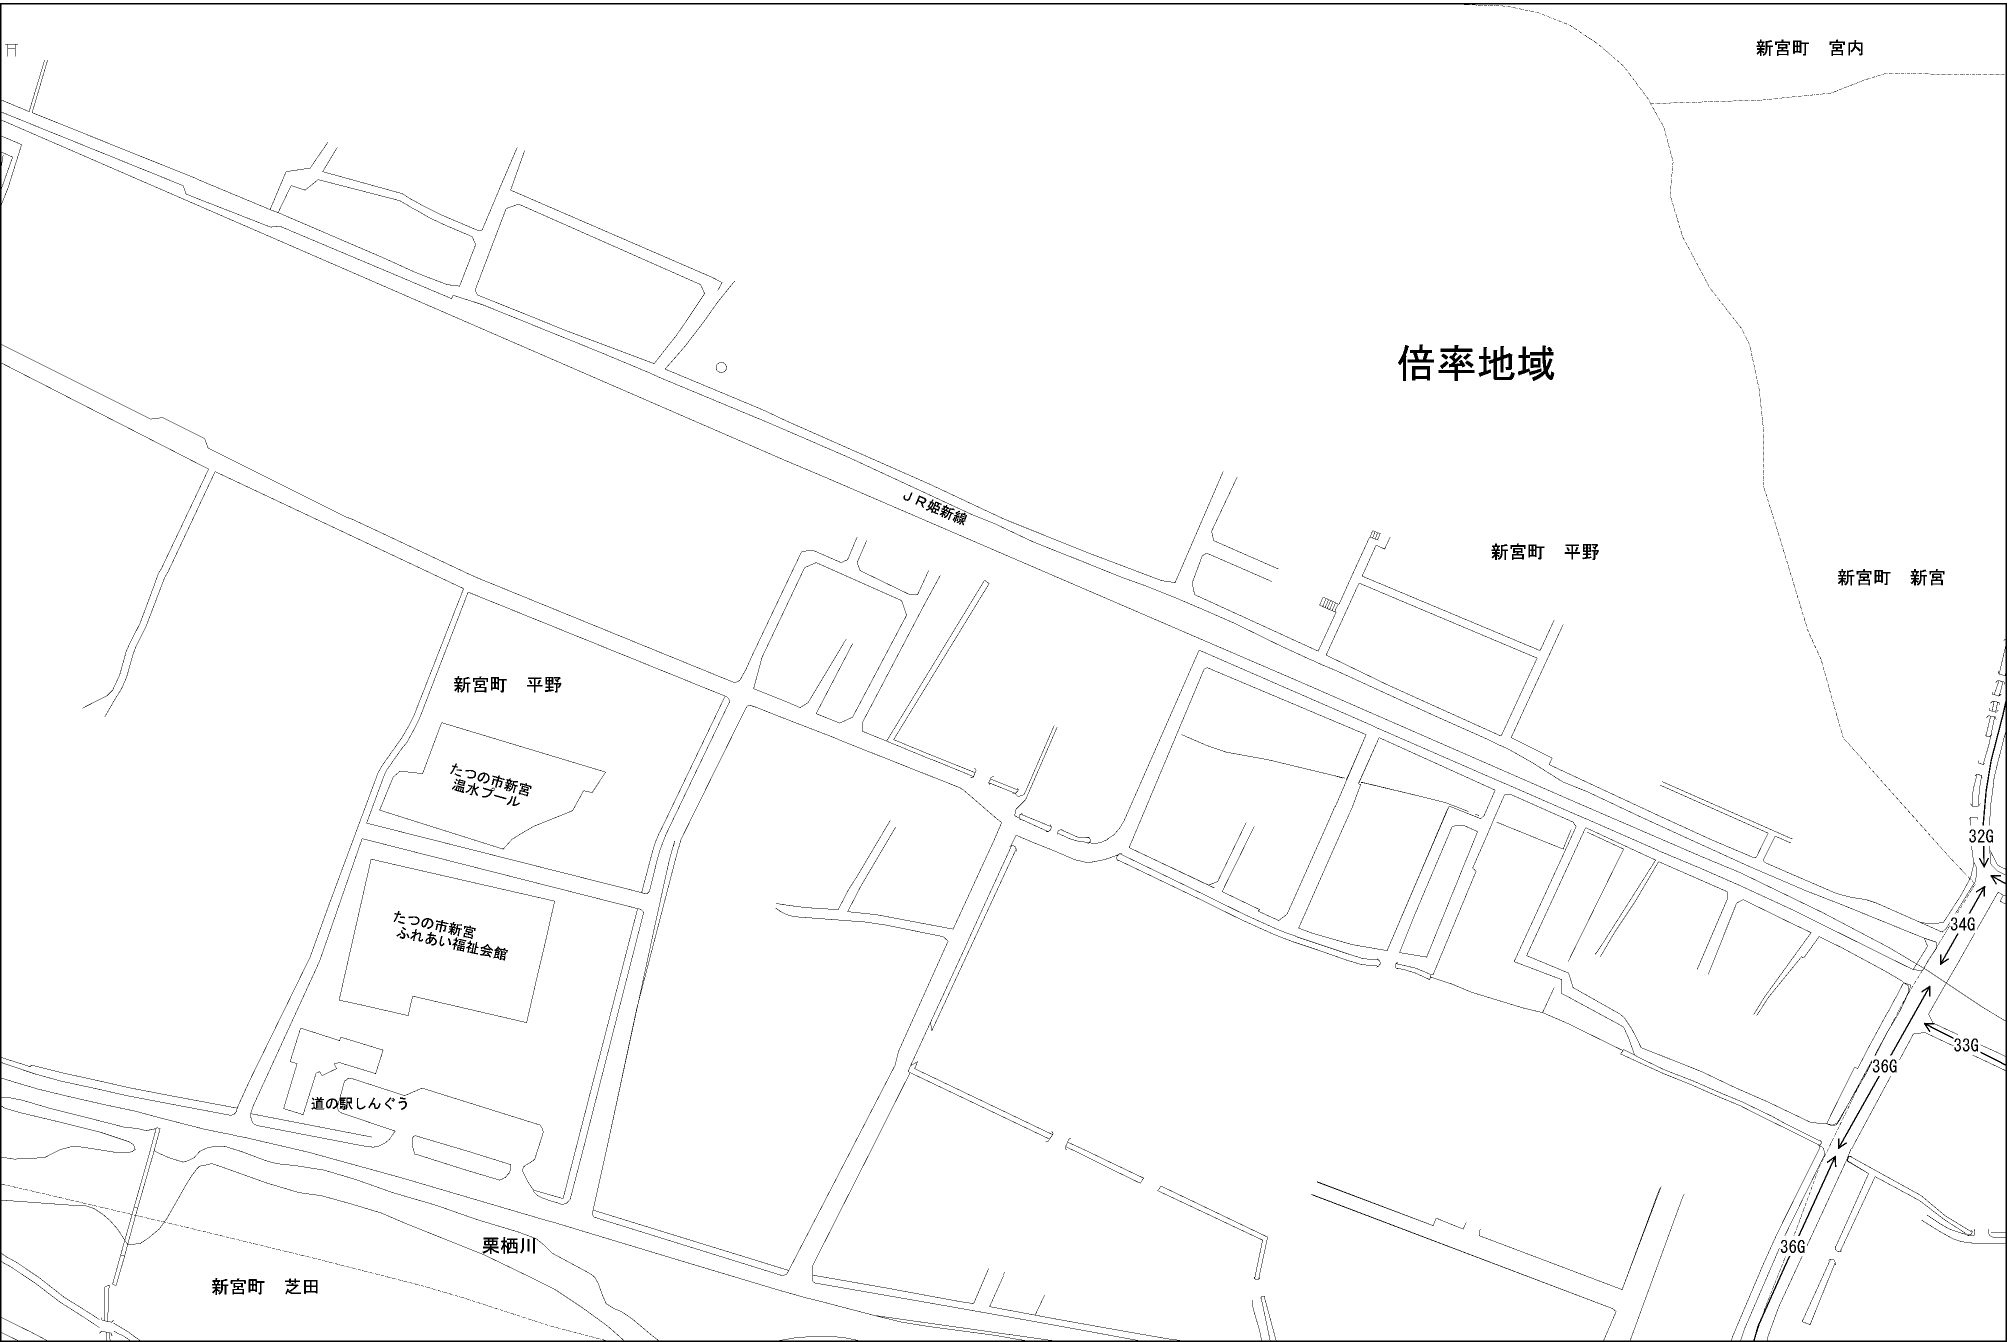 新宮町　宮内
倍率地域
ＪＲ姫新線
新宮町　平野
新宮町　新宮
新宮町　平野
たつの市新宮
温水プール
32G
たつの市新宮
ふれあい福祉会館
34G
33G
36G
道の駅しんぐう
栗栖川
36G
新宮町　芝田